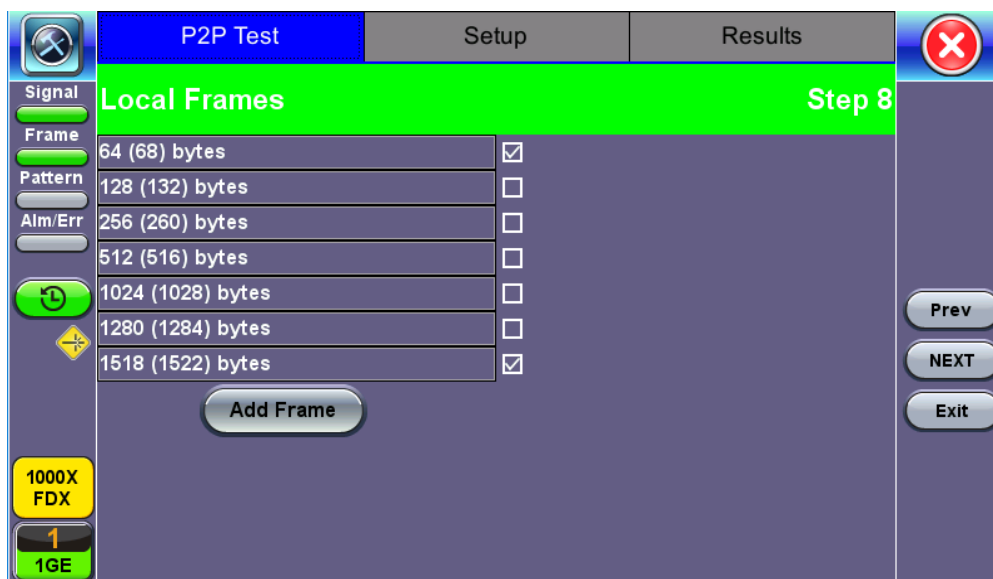 P2P Test
Setup
Results
Signal
Frame
Pattern
Alm/Err
Local Frames Step 8
64 (68) bytes
128 (132) bytes
256 (260) bytes
512 (516) bytes
1024 (1028) bytes
1280 (1284) bytes
1518 (1522) bytes
Add Frame
Prev
NEXT
Exit
1000X
FDX
1
1GE